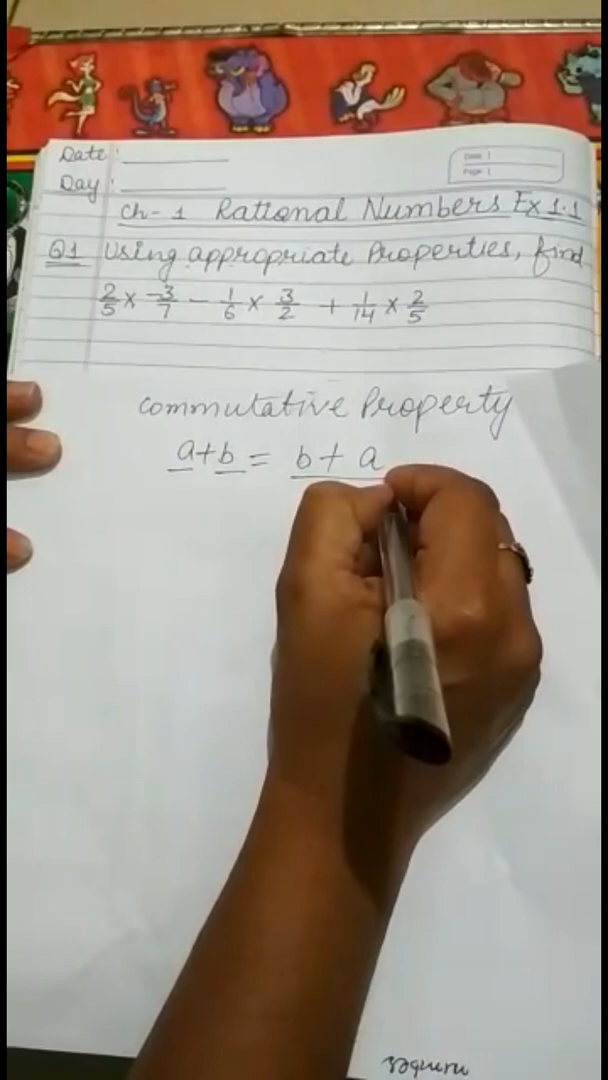 Date:
Day:
Date |
Page |
Ch-1 Rational Numbers Ex 1.1
Q1 Using appropriate Properties, find
2/5 × -3/7 - 1/6 × 3/2 + 1/14 × 2/5
Commutative Property
a+b = b+a